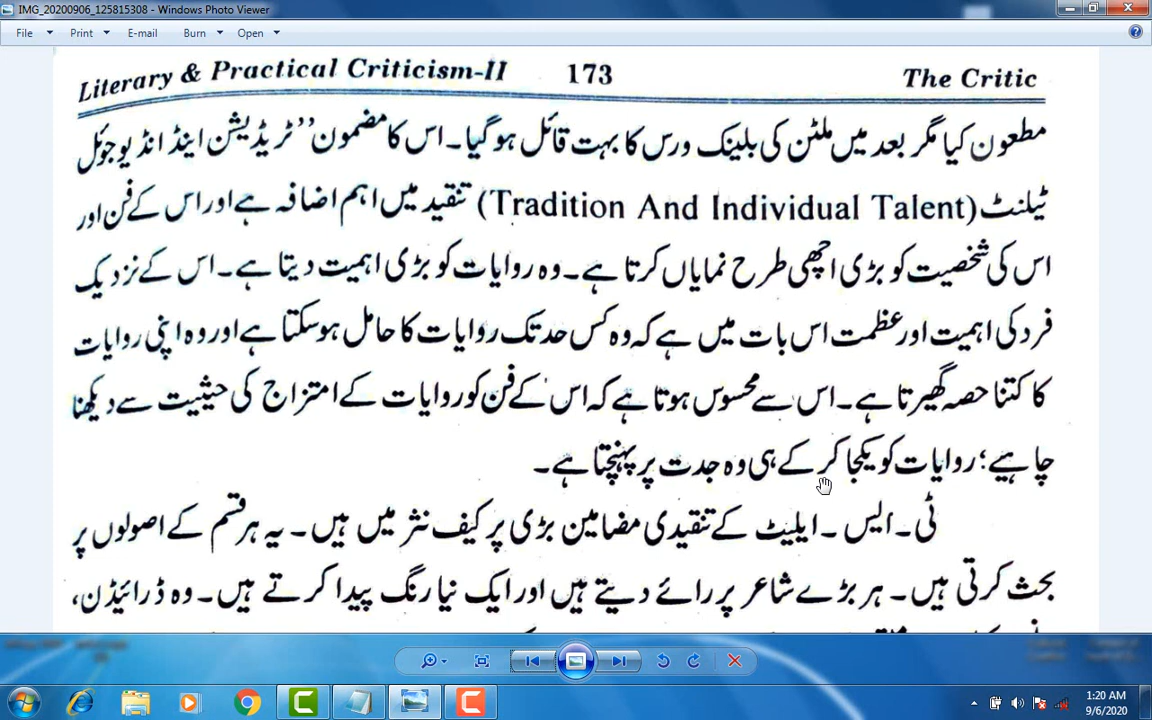 IMG_20200906_125815308 - Windows Photo Viewer
File Print E-mail Burn Open
Literary & Practical Criticism-II 173 The Critic
مطعون کیا مگر بعد میں ملٹن کی بلینک ورس کا بہت قائل ہو گیا۔ اس کا مضمون ’’ٹریڈیشن اینڈ انڈیوجوئل
ٹیلنٹ (Tradition And Individual Talent) تنقید میں اہم اضافہ ہے اور اس کے فن اور
اس کی شخصیت کو بڑی اچھی طرح نمایاں کرتا ہے۔ وہ روایات کو بڑی اہمیت دیتا ہے۔ اس کے نزدیک
فرد کی اہمیت اور عظمت اس بات میں ہے کہ وہ کس حد تک روایات کا حامل ہو سکتا ہے اور وہ اپنی روایات
کا کتنا حصہ گھیرتا ہے۔ اس سے محسوس ہوتا ہے کہ اس کے فن کو روایات کے امتزاج کی حیثیت سے دیکھنا
چاہیے؛ روایات کو یکجا کر کے ہی وہ جدت پر پہنچتا ہے۔
ٹی۔ ایس۔ ایلیٹ کے تنقیدی مضامین بڑی پر کیف نثر میں ہیں۔ یہ ہر قسم کے اصولوں پر
بحث کرتی ہیں۔ ہر بڑے شاعر پر رائے دیتے ہیں اور ایک نیا رنگ پیدا کرتے ہیں۔ وہ ڈرائیڈن،
1:20 AM
9/6/2020